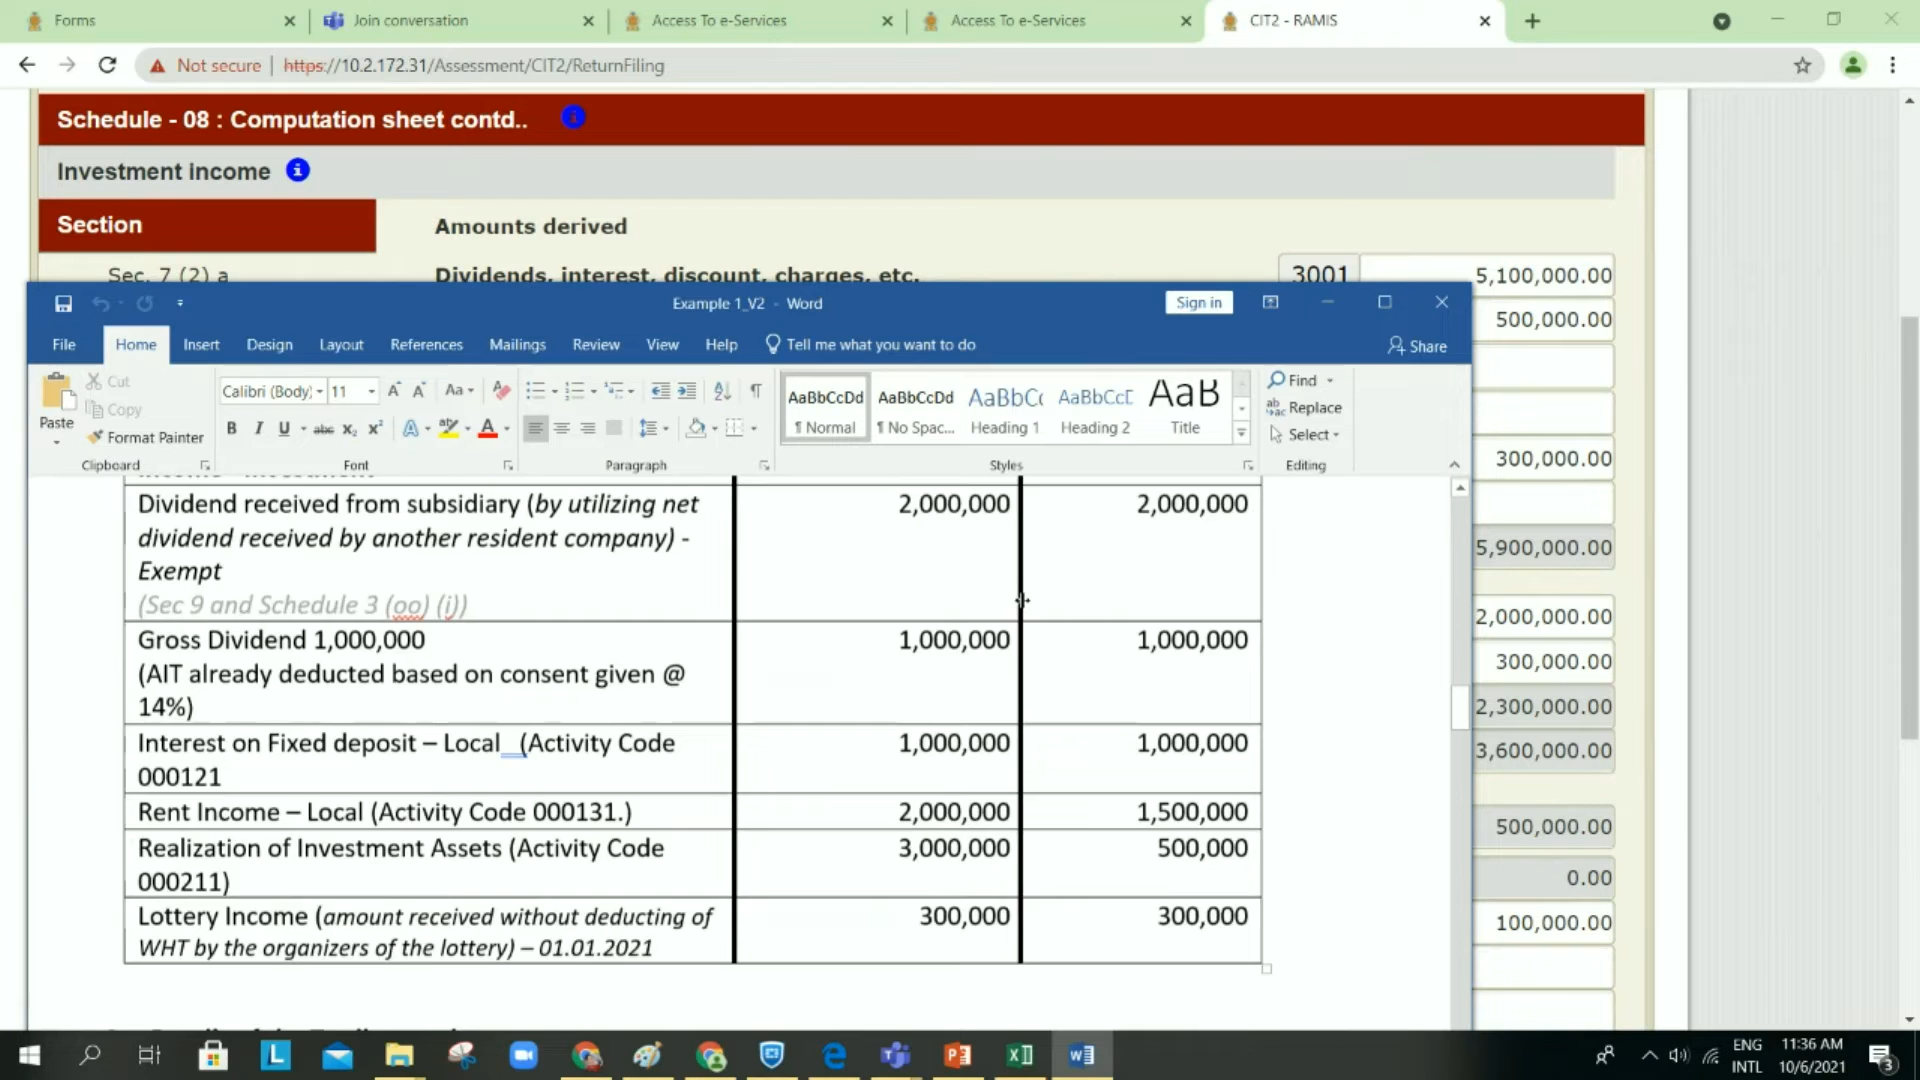 Forms
Join conversation
Access To e-Services
Access To e-Services
CIT2 - RAMIS
Not secure
https://10.2.172.31/Assessment/CIT2/ReturnFiling
Schedule - 08 : Computation sheet contd..
Investment income
Section
Amounts derived
Sec. 7 (2) a
Dividends, interest, discount, charges, etc.
3001
5,100,000.00
500,000.00
300,000.00
5,900,000.00
2,000,000.00
300,000.00
2,300,000.00
3,600,000.00
500,000.00
0.00
100,000.00
Example 1_V2 - Word
Sign in
File Home Insert Design Layout References Mailings Review View Help Tell me what you want to do Share
Paste
Cut
Copy
Format Painter
Clipboard
Calibri (Body) 11
Font
Paragraph
AaBbCcDd
¶ Normal
AaBbCcDd
¶ No Spac...
AaBbCc
Heading 1
AaBbCcD
Heading 2
AaB
Title
Styles
Find
Replace
Select
Editing
Dividend received from subsidiary (by utilizing net 2,000,000 2,000,000
dividend received by another resident company) -
Exempt
(Sec 9 and Schedule 3 (oo) (i))
Gross Dividend 1,000,000 1,000,000 1,000,000
(AIT already deducted based on consent given @
14%)
Interest on Fixed deposit – Local (Activity Code 1,000,000 1,000,000
000121
Rent Income – Local (Activity Code 000131.) 2,000,000 1,500,000
Realization of Investment Assets (Activity Code 3,000,000 500,000
000211)
Lottery Income (amount received without deducting of 300,000 300,000
WHT by the organizers of the lottery) – 01.01.2021
ENG
INTL
11:36 AM
10/6/2021
3